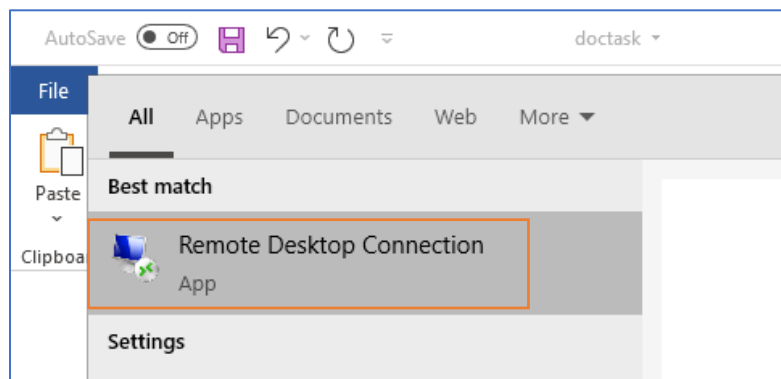 AutoSave Off doctask
File
All Apps Documents Web More
Paste
Best match
Clipboa
Remote Desktop Connection
App
Settings